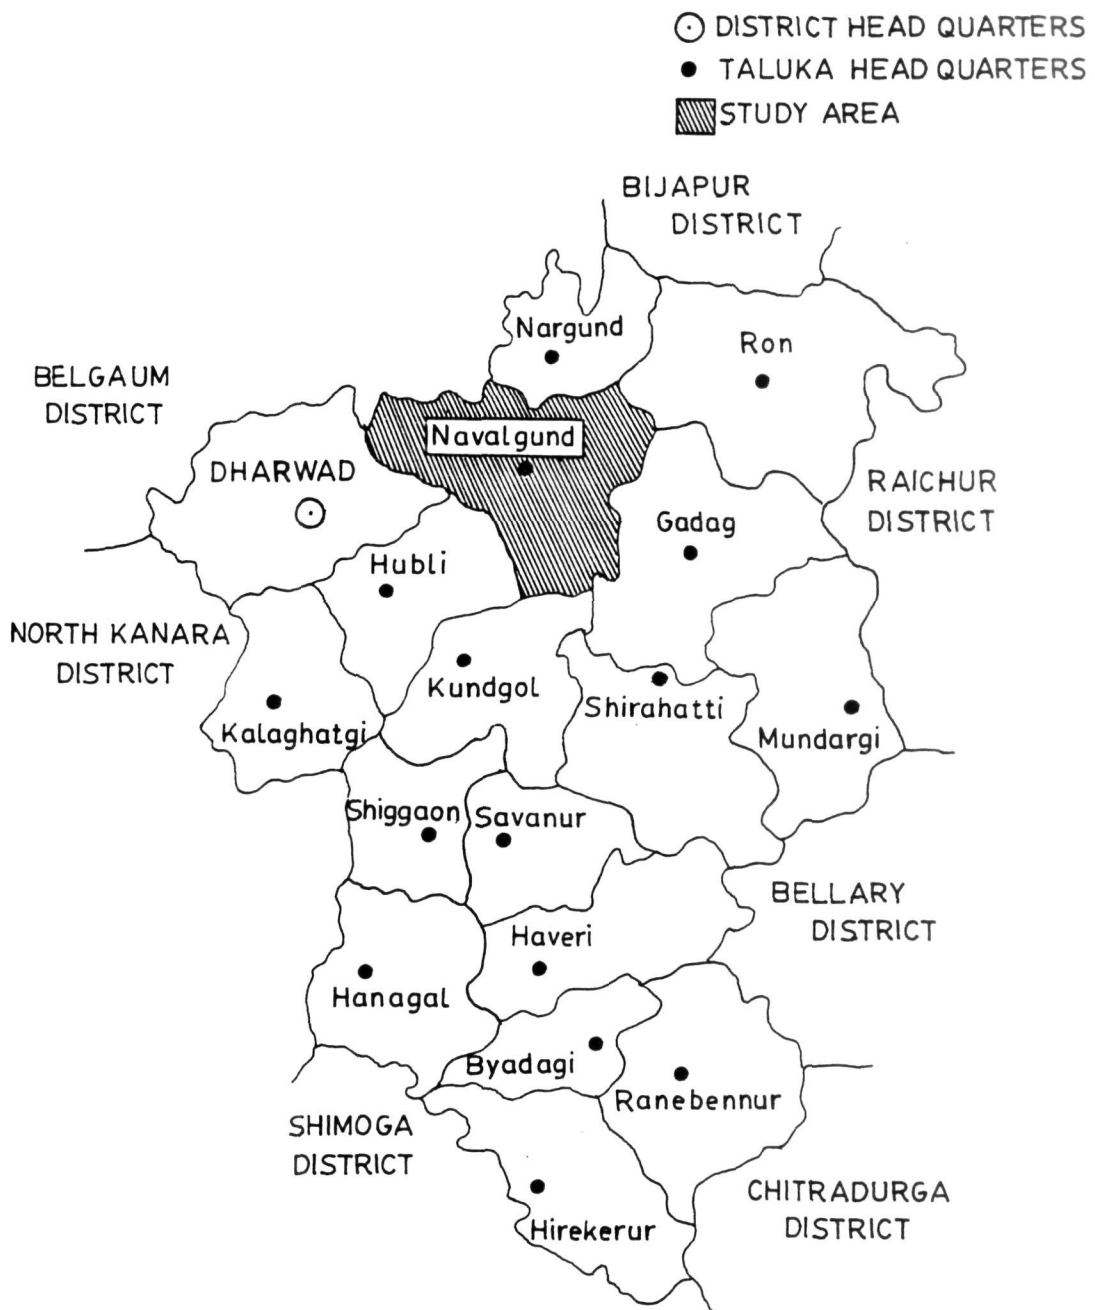 DISTRICT HEAD QUARTERS
TALUKA HEAD QUARTERS
STUDY AREA
BIJAPUR
DISTRICT
Nargund
Ron
BELGAUM
DISTRICT
Navalgund
DHARWAD
RAICHUR
DISTRICT
Gadag
Hubli
NORTH KANARA
DISTRICT
Kundgol
Shirahatti
Kalaghatgi
Mundargi
Shiggaon
Savanur
BELLARY
DISTRICT
Haveri
Hanagal
Byadagi
Ranebennur
SHIMOGA
DISTRICT
CHITRADURGA
DISTRICT
Hirekerur